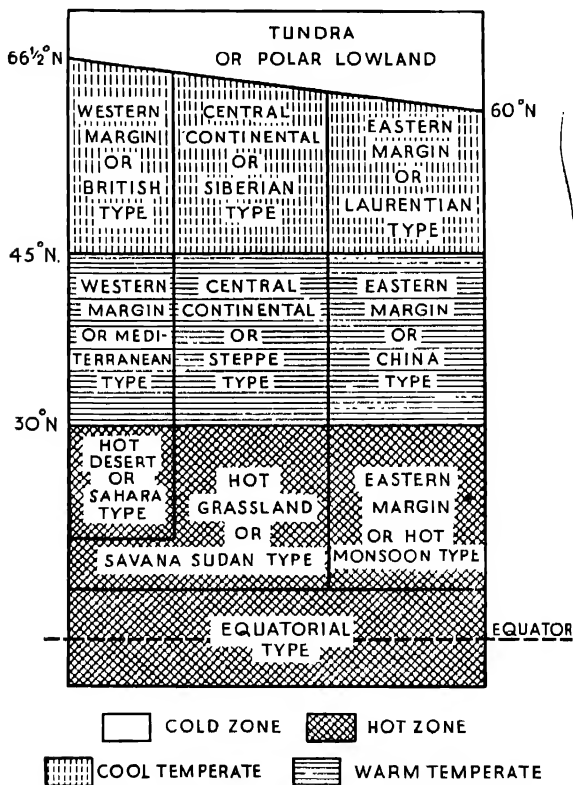 TUNDRA
OR POLAR LOWLAND
66½°N
60°N
WESTERN
MARGIN
OR
BRITISH
TYPE
CENTRAL
CONTINENTAL
OR
SIBERIAN
TYPE
EASTERN
MARGIN
OR
LAURENTIAN
TYPE
45°N.
WESTERN
MARGIN
OR MEDI-
TERRANEAN
TYPE
CENTRAL
CONTINENTAL
OR
STEPPE
TYPE
EASTERN
MARGIN
OR
CHINA
TYPE
30°N
HOT
DESERT
OR
SAHARA
TYPE
HOT
GRASSLAND
OR
SAVANA SUDAN TYPE
EASTERN
MARGIN
OR HOT
MONSOON TYPE
EQUATORIAL
TYPE
EQUATOR
COLD ZONE
HOT ZONE
COOL TEMPERATE
WARM TEMPERATE